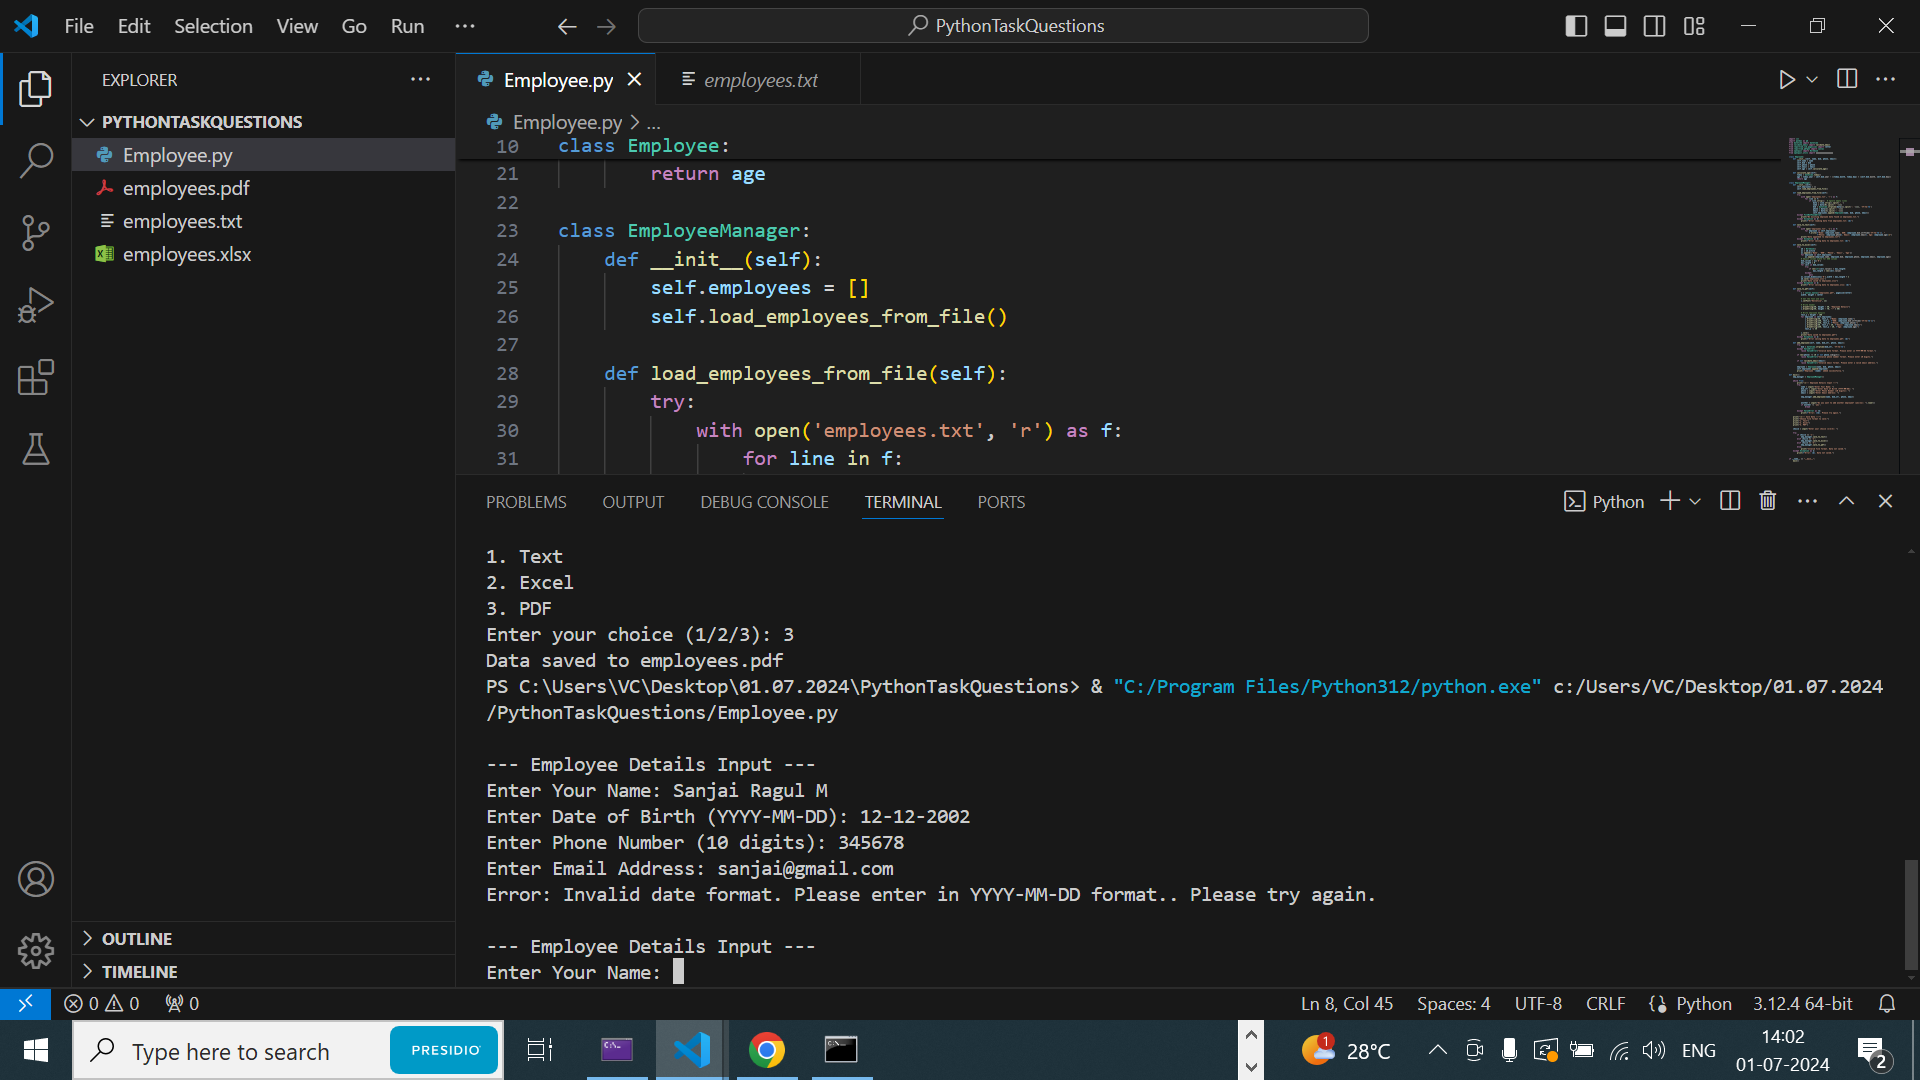 File Edit Selection View Go Run ··· PythonTaskQuestions
EXPLORER
PYTHONTASKQUESTIONS
Employee.py
employees.pdf
employees.txt
employees.xlsx
OUTLINE
TIMELINE
Employee.py employees.txt
Employee.py > ...
10 class Employee:
21 return age
22
23 class EmployeeManager:
24 def __init__(self):
25 self.employees = []
26 self.load_employees_from_file()
27
28 def load_employees_from_file(self):
29 try:
30 with open('employees.txt', 'r') as f:
31 for line in f:
PROBLEMS OUTPUT DEBUG CONSOLE TERMINAL PORTS Python
1. Text
2. Excel
3. PDF
Enter your choice (1/2/3): 3
Data saved to employees.pdf
PS C:\Users\VC\Desktop\01.07.2024\PythonTaskQuestions> & "C:/Program Files/Python312/python.exe" c:/Users/VC/Desktop/01.07.2024
/PythonTaskQuestions/Employee.py
--- Employee Details Input ---
Enter Your Name: Sanjai Ragul M
Enter Date of Birth (YYYY-MM-DD): 12-12-2002
Enter Phone Number (10 digits): 345678
Enter Email Address: sanjai@gmail.com
Error: Invalid date format. Please enter in YYYY-MM-DD format.. Please try again.
--- Employee Details Input ---
Enter Your Name:
0 0 0 Ln 8, Col 45 Spaces: 4 UTF-8 CRLF Python 3.12.4 64-bit
Type here to search PRESIDIO 1 28°C ENG 14:02
01-07-2024 2